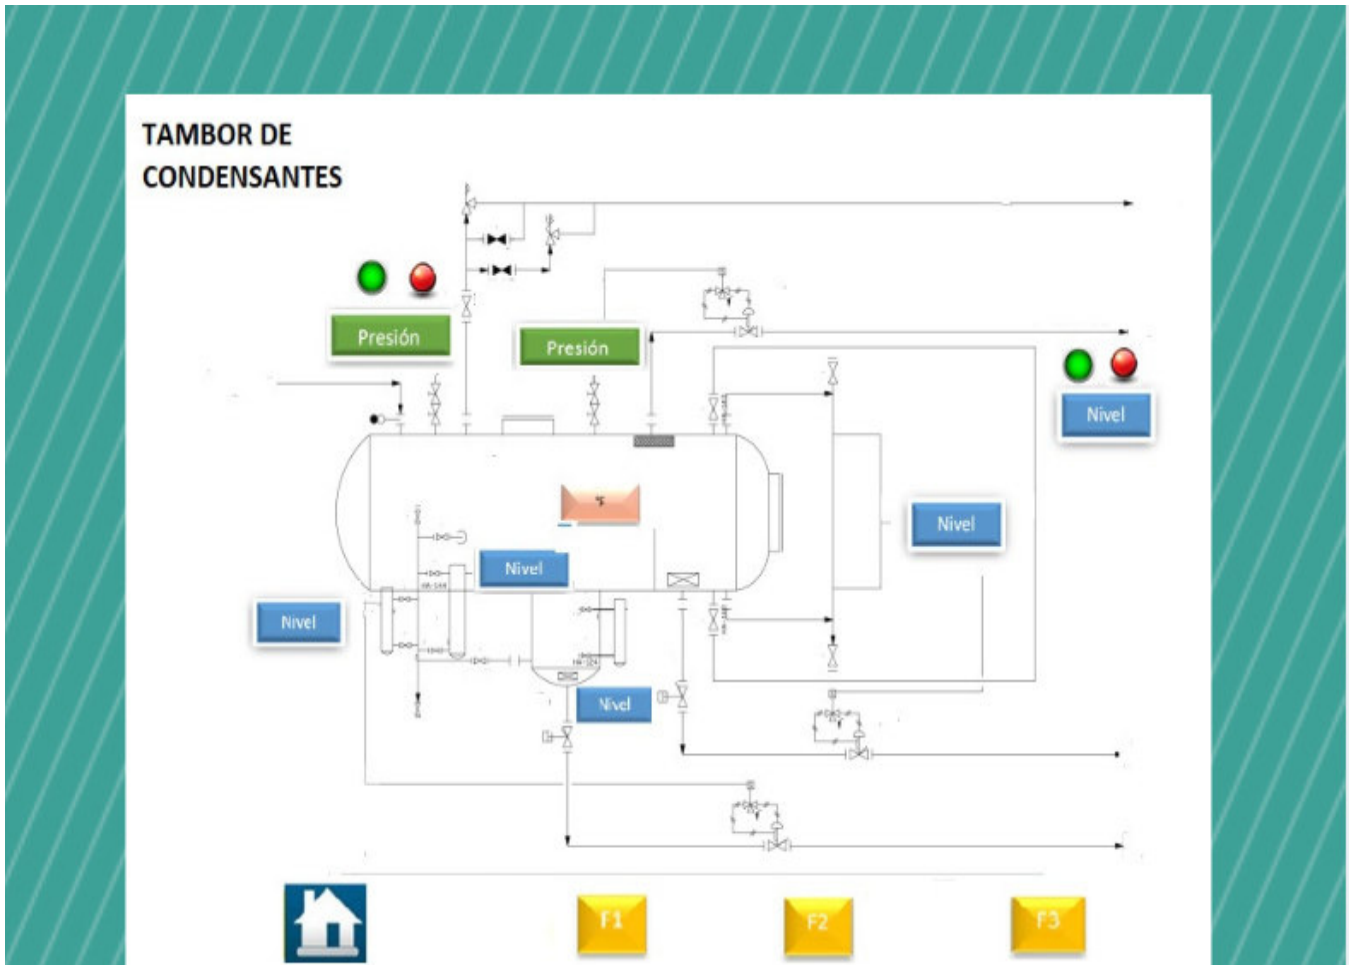 TAMBOR DE
CONDENSANTES
Presión
Presión
Nivel
°F
Nivel
Nivel
Nivel
Nivel
F1
F2
F3